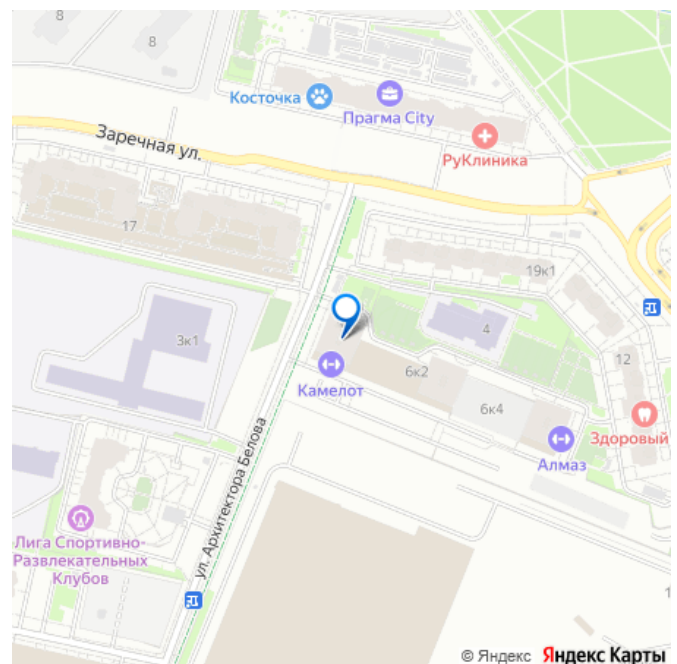 8
8
Косточка
Прагма City
РуКлиника
Заречная ул.
17
19к1
3к1
4
12
6к2
Камелот
6к4
Здоровый
Алмаз
ул. Архитектора Белова
Лига Спортивно-
Развлекательных
Клубов
1
© Яндекс Яндекс Карты